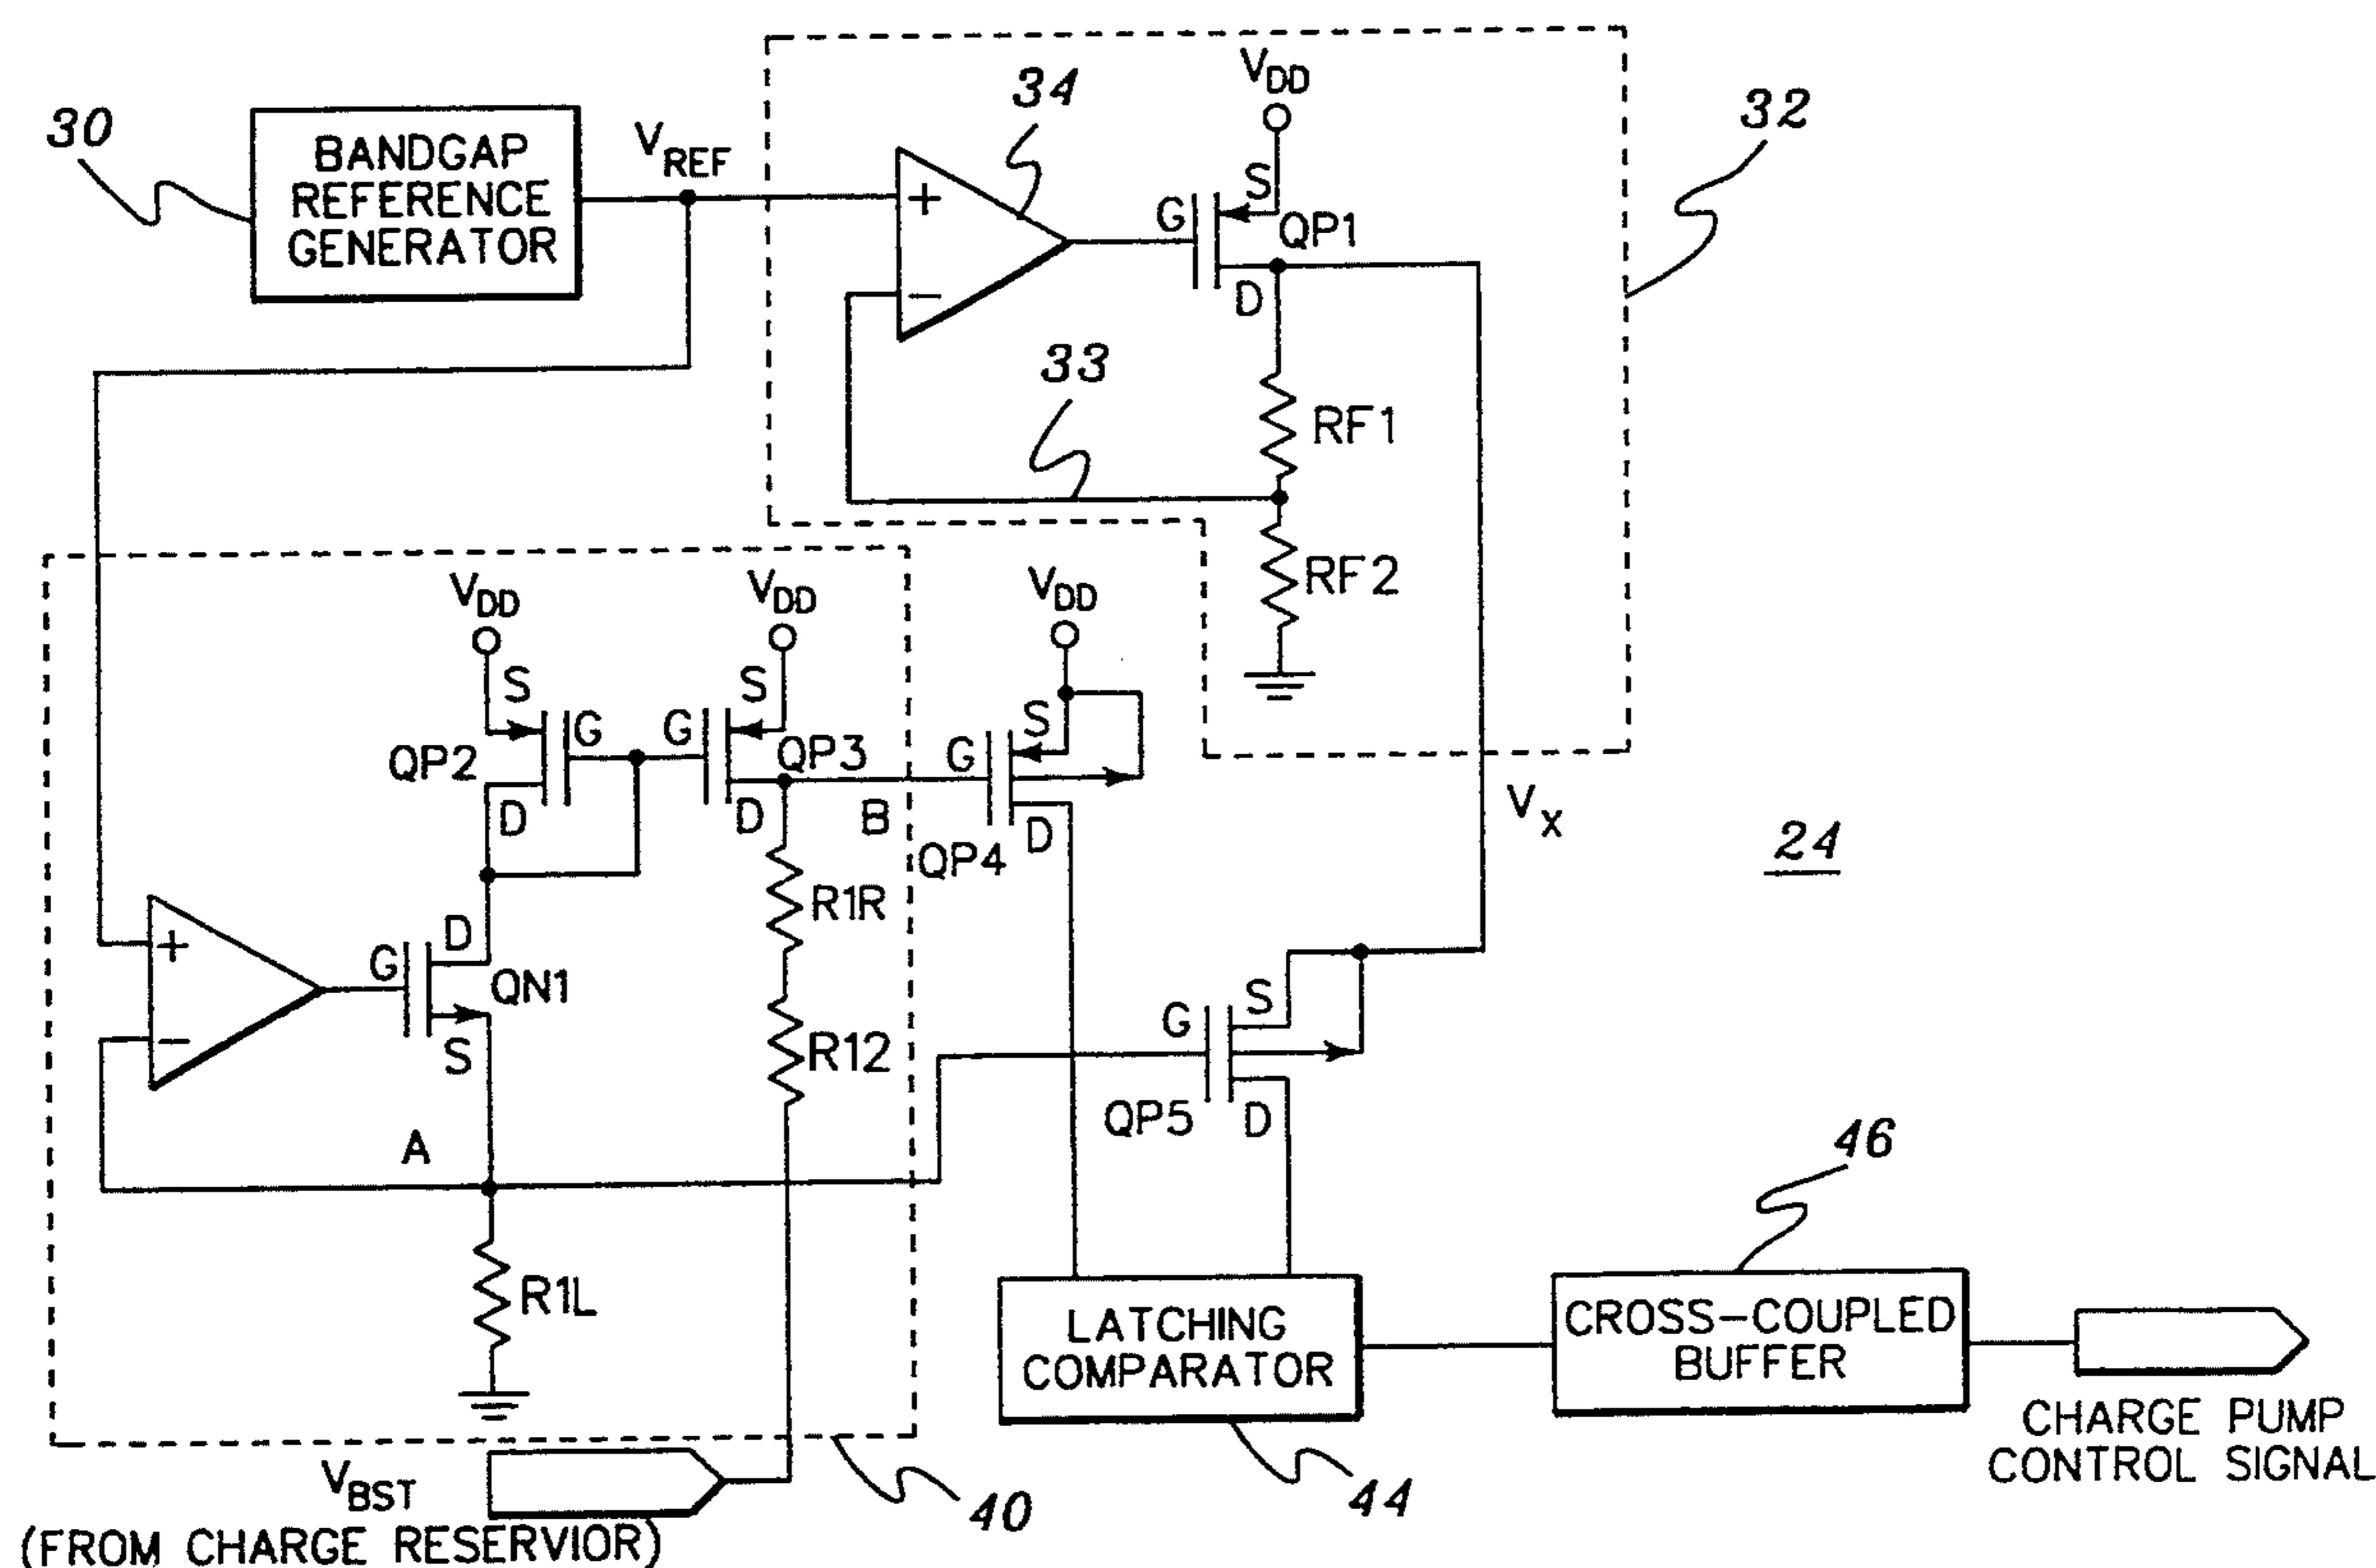 30
BANDGAP
REFERENCE
GENERATOR
VREF
34
VDD
32
+
−
G
S
QP1
D
33
RF1
RF2
VDD
VDD
VDD
S
G
QP2
D
G
S
QP3
D
B
S
G
QP4
D
VX
24
+
−
G
D
QN1
S
R1R
R12
A
R1L
G
S
QP5
D
46
LATCHING
COMPARATOR
CROSS–COUPLED
BUFFER
CHARGE PUMP
CONTROL SIGNAL
VBST
(FROM CHARGE RESERVIOR)
40
44